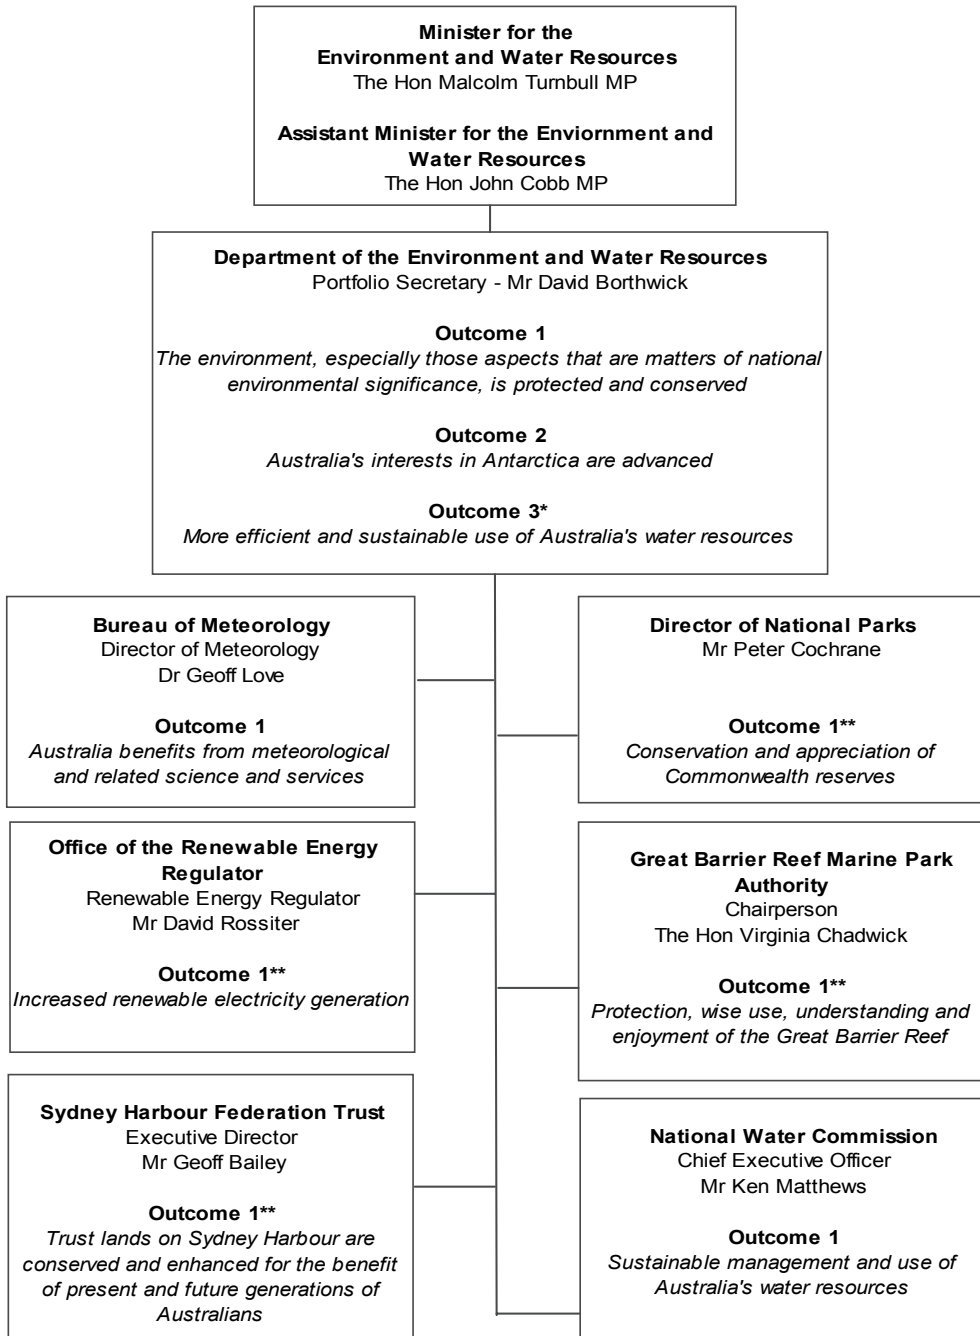 Minister for the
Environment and Water Resources
The Hon Malcolm Turnbull MP
Assistant Minister for the Enviornment and
Water Resources
The Hon John Cobb MP
Department of the Environment and Water Resources
Portfolio Secretary - Mr David Borthwick
Outcome 1
The environment, especially those aspects that are matters of national
environmental significance, is protected and conserved
Outcome 2
Australia's interests in Antarctica are advanced
Outcome 3*
More efficient and sustainable use of Australia's water resources
Bureau of Meteorology
Director of Meteorology
Dr Geoff Love
Outcome 1
Australia benefits from meteorological
and related science and services
Director of National Parks
Mr Peter Cochrane
Outcome 1**
Conservation and appreciation of
Commonwealth reserves
Office of the Renewable Energy
Regulator
Renewable Energy Regulator
Mr David Rossiter
Outcome 1**
Increased renewable electricity generation
Great Barrier Reef Marine Park
Authority
Chairperson
The Hon Virginia Chadwick
Outcome 1**
Protection, wise use, understanding and
enjoyment of the Great Barrier Reef
Sydney Harbour Federation Trust
Executive Director
Mr Geoff Bailey
Outcome 1**
Trust lands on Sydney Harbour are
conserved and enhanced for the benefit
of present and future generations of
Australians
National Water Commission
Chief Executive Officer
Mr Ken Matthews
Outcome 1
Sustainable management and use of
Australia's water resources